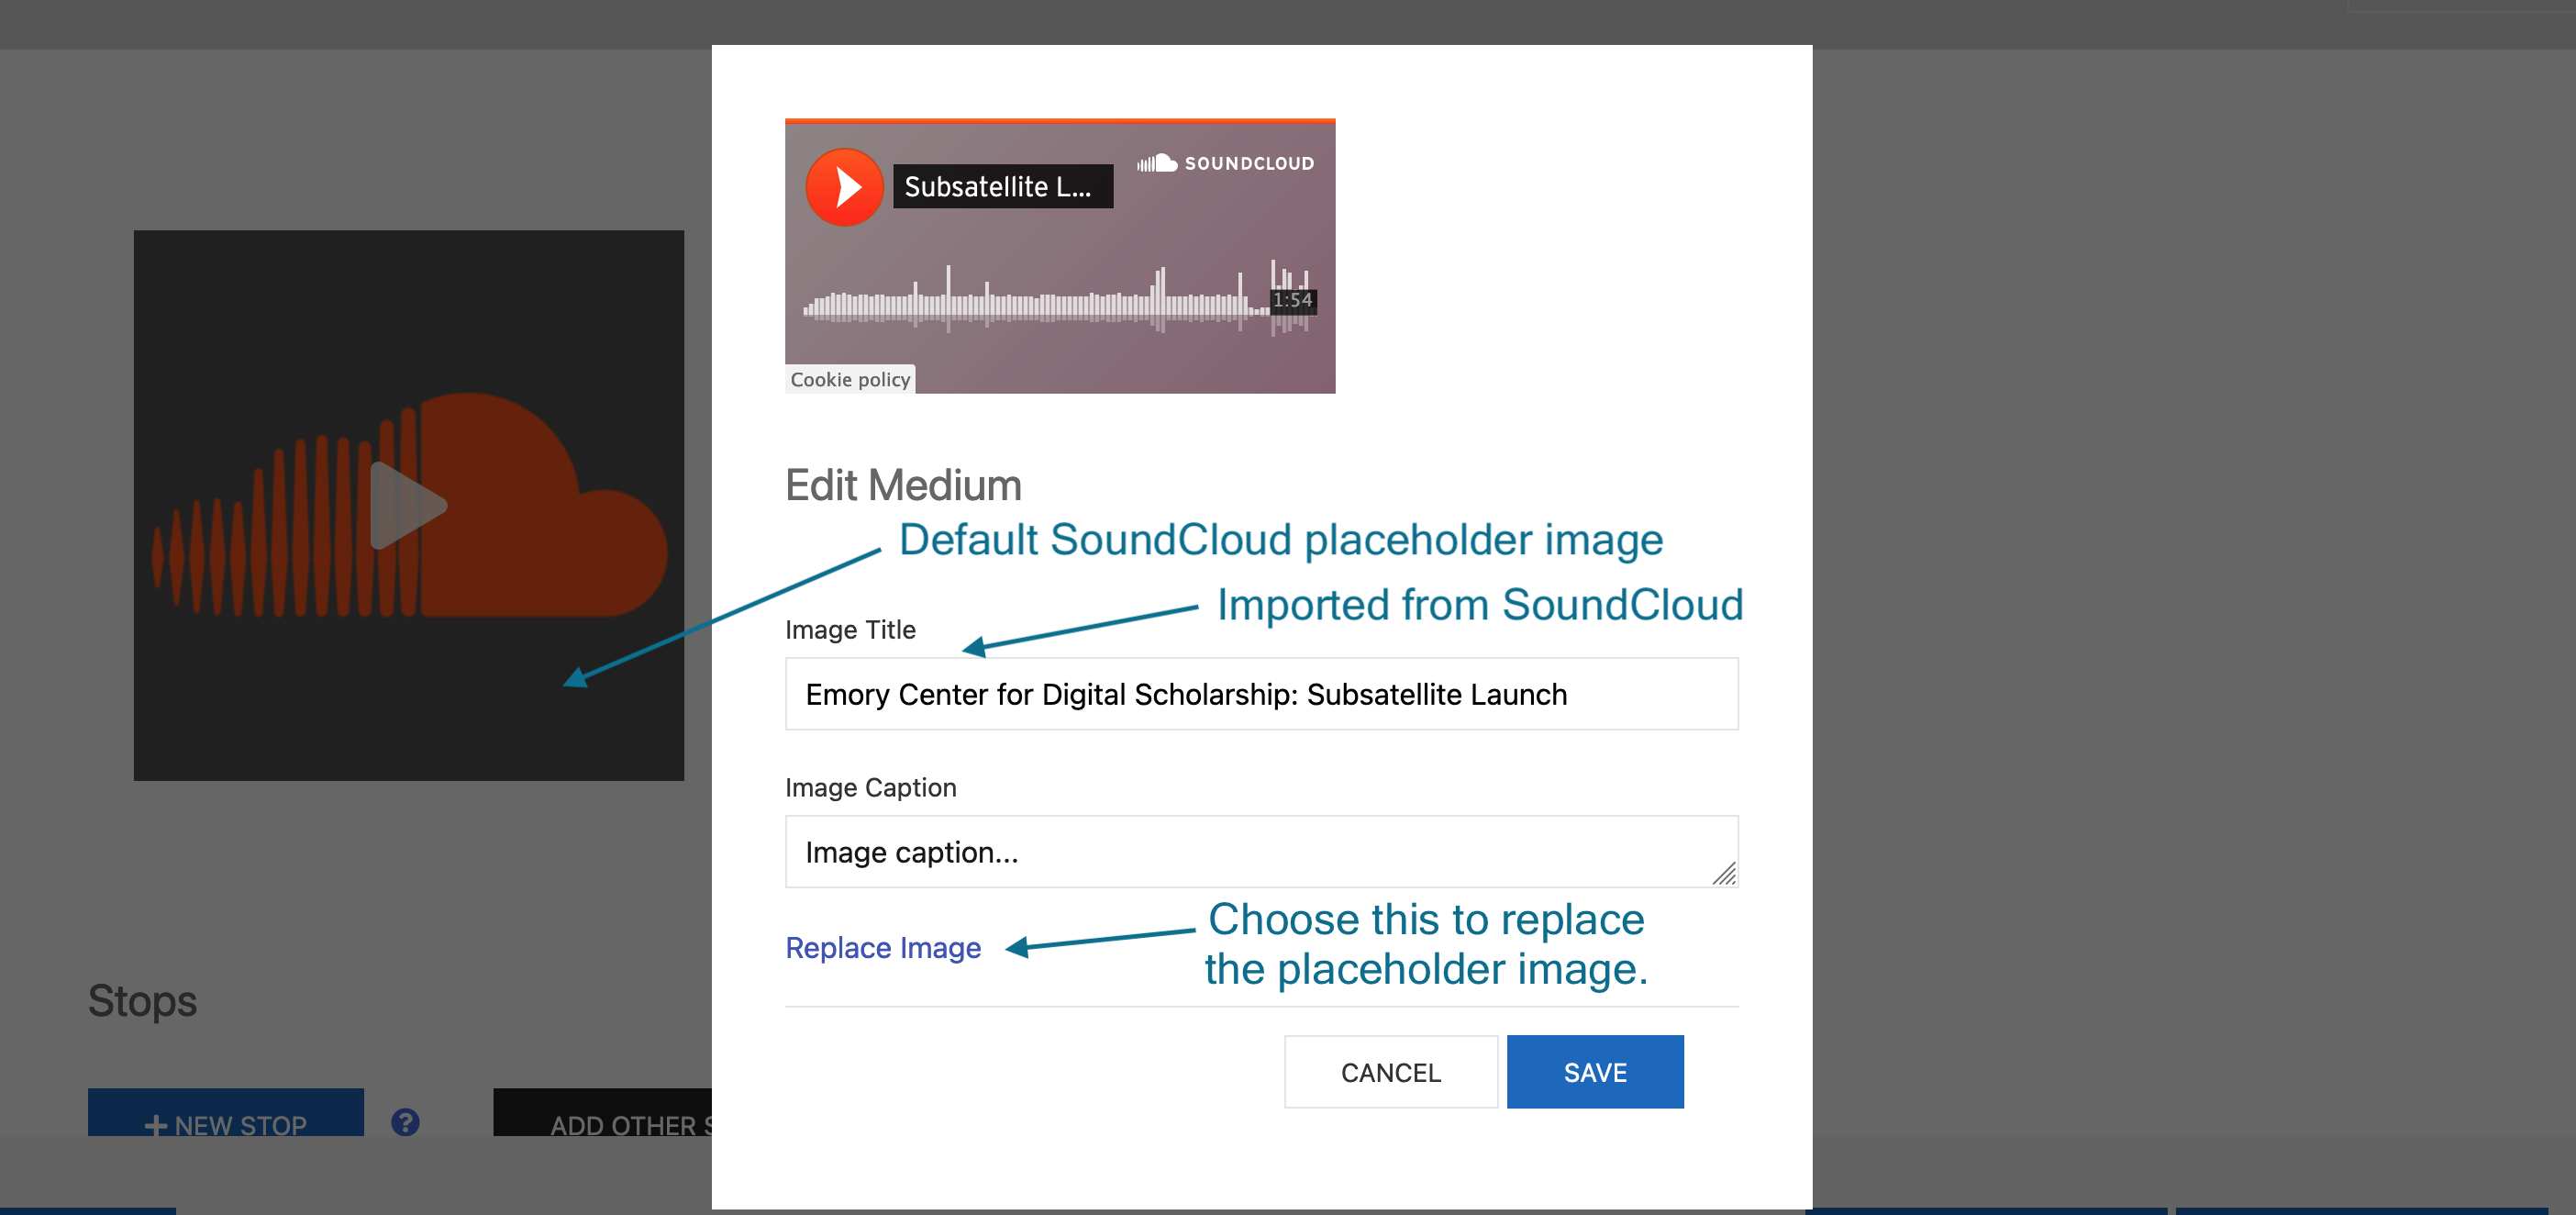 SOUNDCLOUD
Subsatellite L...
1:54
Cookie policy
Edit Medium
Default SoundCloud placeholder image
Imported from SoundCloud
Image Title
Emory Center for Digital Scholarship: Subsatellite Launch
Image Caption
Image caption...
Choose this to replace
the placeholder image.
Replace Image
Stops
CANCEL
SAVE
+ NEW STOP
?
ADD OTHER S